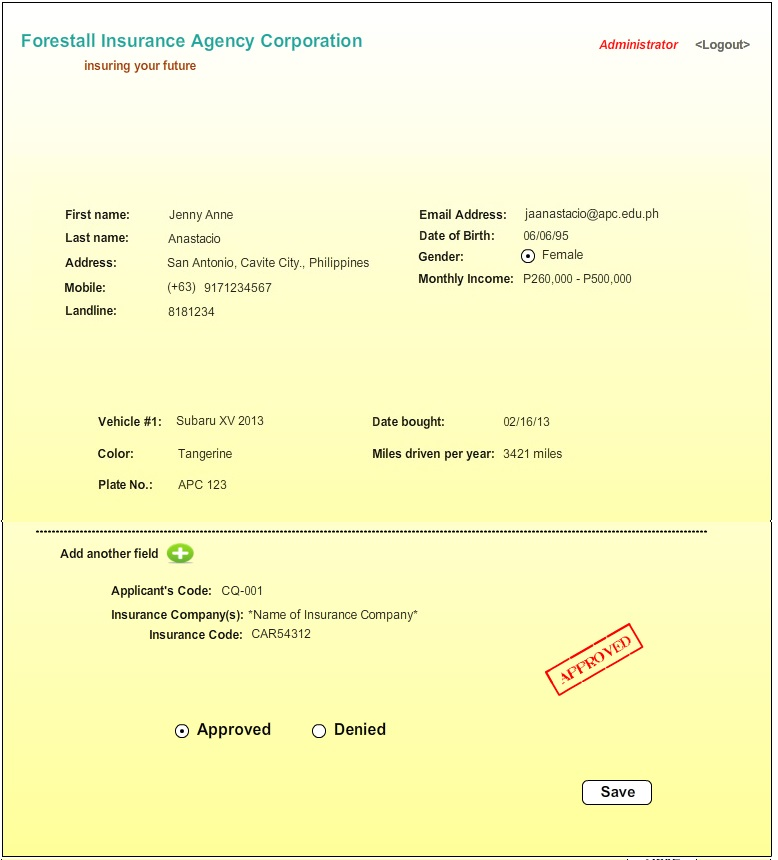 Forestall Insurance Agency Corporation
Administrator <Logout>
insuring your future
First name: Jenny Anne
Last name: Anastacio
Address: San Antonio, Cavite City., Philippines
Mobile: (+63) 9171234567
Landline: 8181234
Email Address: jaanastacio@apc.edu.ph
Date of Birth: 06/06/95
Gender: Female
Monthly Income: P260,000 - P500,000
Vehicle #1: Subaru XV 2013
Date bought: 02/16/13
Color: Tangerine
Miles driven per year: 3421 miles
Plate No.: APC 123
Add another field
Applicant's Code: CQ-001
Insurance Company(s): *Name of Insurance Company*
Insurance Code: CAR54312
APPROVED
Approved Denied
Save